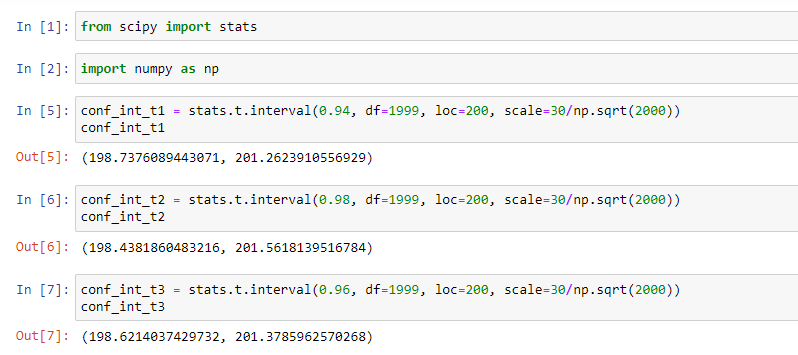 In [1]: from scipy import stats
In [2]: import numpy as np
In [5]: conf_int_t1 = stats.t.interval(0.94, df=1999, loc=200, scale=30/np.sqrt(2000))
conf_int_t1
Out[5]: (198.7376089443071, 201.2623910556929)
In [6]: conf_int_t2 = stats.t.interval(0.98, df=1999, loc=200, scale=30/np.sqrt(2000))
conf_int_t2
Out[6]: (198.4381860483216, 201.5618139516784)
In [7]: conf_int_t3 = stats.t.interval(0.96, df=1999, loc=200, scale=30/np.sqrt(2000))
conf_int_t3
Out[7]: (198.6214037429732, 201.3785962570268)